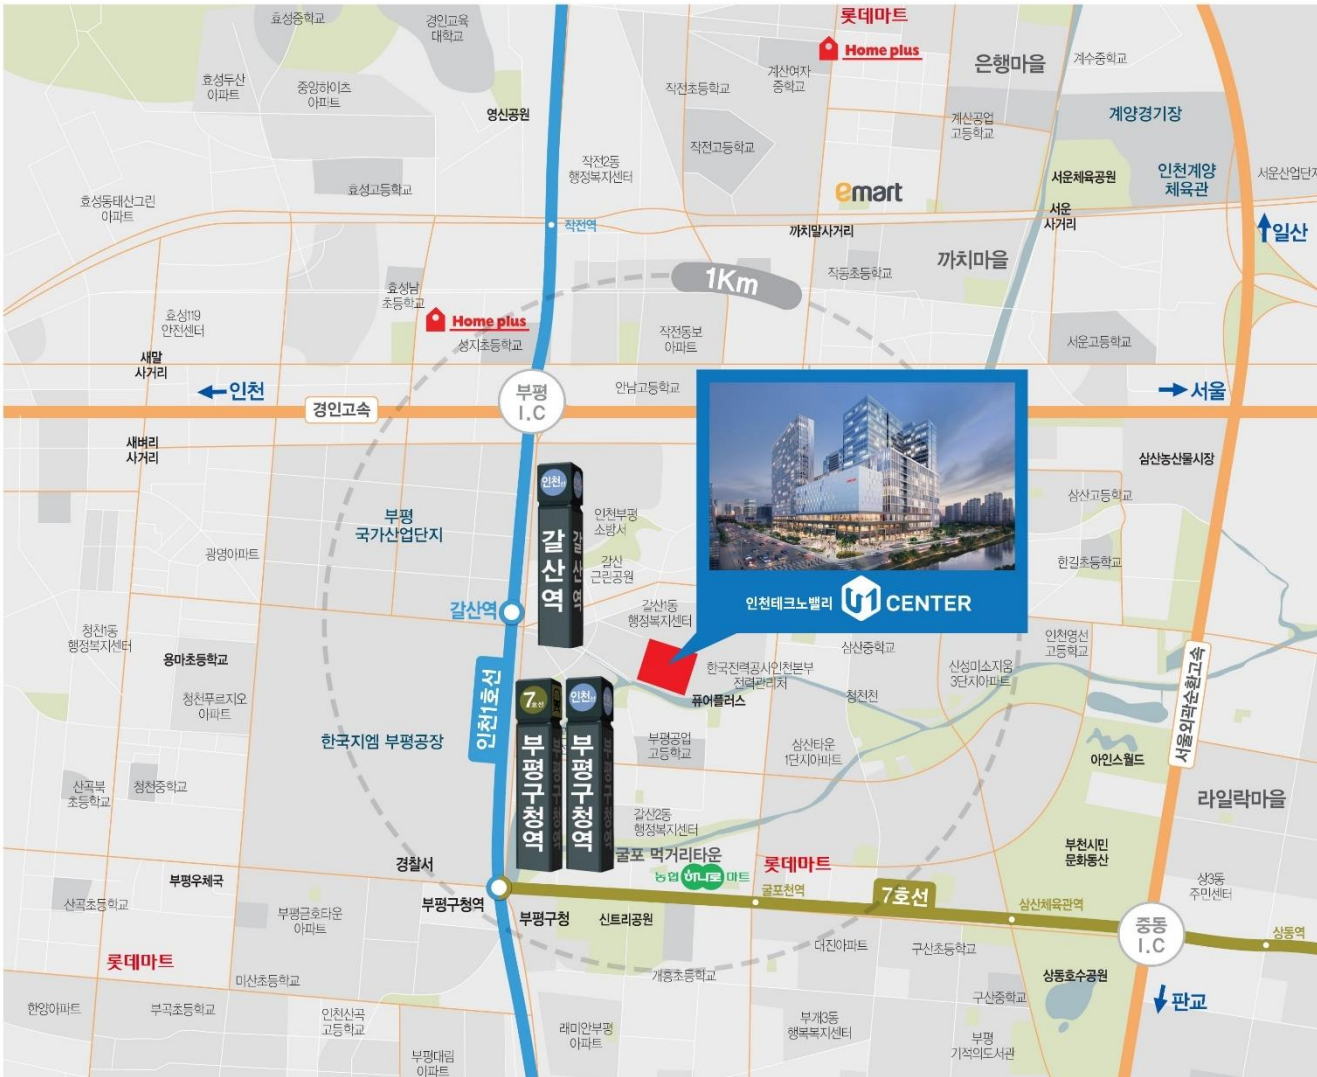 효성중학교
경인교육
대학교
롯데마트
Home plus
은행마을
계수중학교
효성두산
아파트
중앙하이츠
아파트
영신공원
직전초등학교
계산여자
중학교
계산공업
고등학교
계양경기장
작전고등학교
작전2동
행정복지센터
효성고등학교
emart
서운체육공원
인천계양
체육관
서운산업단지
효성동태산그린
아파트
작전역
까치말사거리
서운
사거리
일산
까치마을
1Km
작동초등학교
효성남
초등학교
효성119
안전센터
Home plus
성지초등학교
작전동보
아파트
서운고등학교
새말
사거리
인천
부평
I.C
안남고등학교
서울
경인고속
새벼리
사거리
삼산농산물시장
인천
갈산역
갈산역
인천부평
소방서
삼산고등학교
부평
국가산업단지
광영아파트
갈산
근린공원
한길초등학교
인천테크노밸리
U1 CENTER
갈산역
갈산1동
행정복지센터
청천1동
행정복지센터
용마초등학교
삼산중학교
인천영선
고등학교
한국전력공사인천본부
전력관리처
신성미소지움
3단지아파트
청천푸르지오
아파트
퓨어플러스
청천천
인천1호선
7호선
인천
부평구청역
부평구청역
서울외곽순환고속
한국지엠 부평공장
부평공업
고등학교
삼산타운
1단지아파트
아인스월드
산곡북
초등학교
청천중학교
라일락마을
갈산2동
행정복지센터
부천시민
문화동산
경찰서
굴포 먹거리타운
농협 하나로 마트
롯데마트
부평우체국
굴포천역
7호선
상3동
주민센터
산곡초등학교
부평구청역
부평구청
신트리공원
삼산체육관역
중동
I.C
상동역
부평금호타운
아파트
대진아파트
구산초등학교
롯데마트
마산초등학교
개흥초등학교
상동호수공원
판교
한양아파트
부곡초등학교
인천산곡
고등학교
래미안부평
아파트
부개3동
행복복지센터
구산중학교
부평
기적의도서관
부평대림
아파트